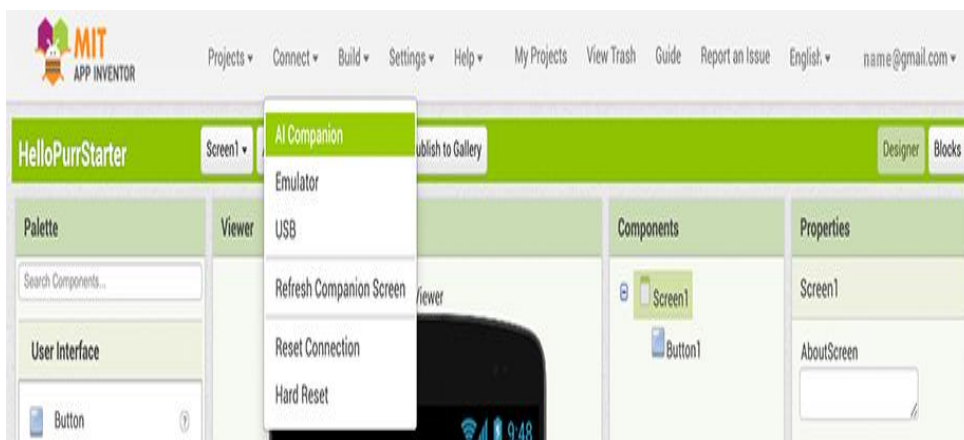 MIT
APP INVENTOR
Projects Connect Build Settings Help My Projects View Trash Guide Report an Issue English name@gmail.com
HelloPurrStarter Screen1 ublish to Gallery Designer Blocks
AI Companion
Emulator
USB
Refresh Companion Screen
Reset Connection
Hard Reset
Palette Viewer Components Properties
Search Components...
User Interface
Button
Viewer
9:48
Screen1
Button1
Screen1
AboutScreen